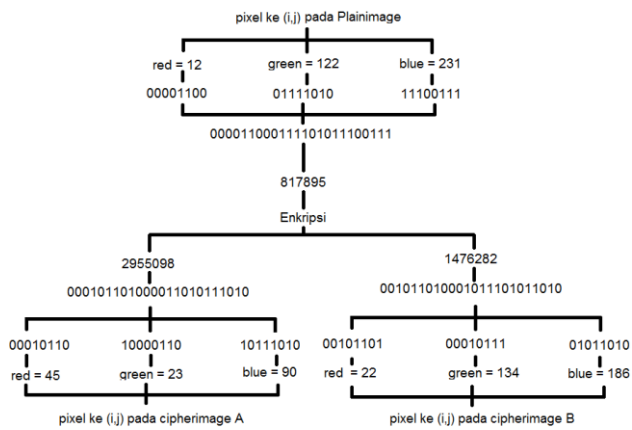 pixel ke (i,j) pada Plainimage
red = 12 green = 122 blue = 231
00001100 01111010 11100111
000011000111101011100111
817895
Enkripsi
2955098 1476282
000101101000011010111010 001011010001011101011010
00010110 10000110 10111010 00101101 00010111 01011010
red = 45 green = 23 blue = 90 red = 22 green = 134 blue = 186
pixel ke (i,j) pada cipherimage A pixel ke (i,j) pada cipherimage B